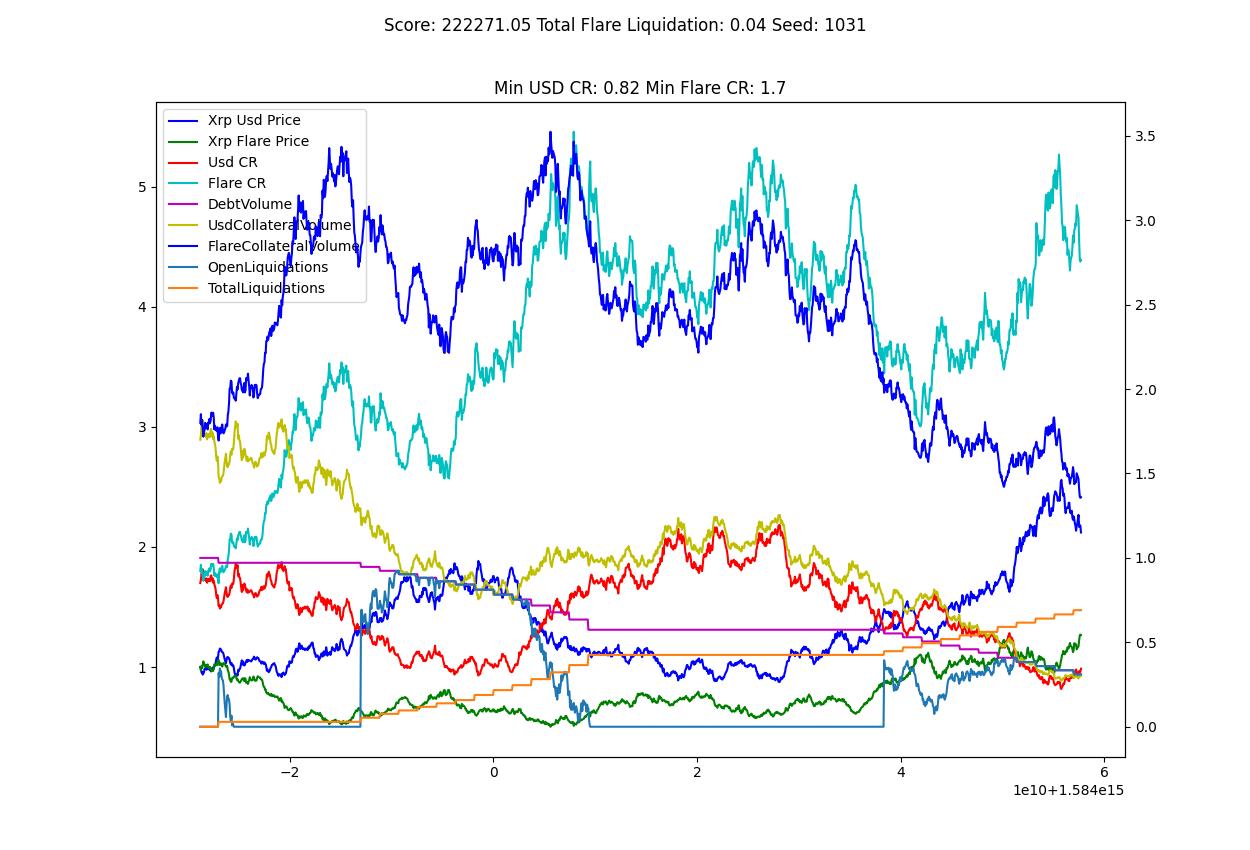 Score: 222271.05 Total Flare Liquidation: 0.04 Seed: 1031
Min USD CR: 0.82 Min Flare CR: 1.7
Xrp Usd Price
Xrp Flare Price
Usd CR
Flare CR
DebtVolume
UsdCollateralVolume
FlareCollateralVolume
OpenLiquidations
TotalLiquidations
5
4
3
2
1
3.5
3.0
2.5
2.0
1.5
1.0
0.5
0.0
−2 0 2 4 6
1e10+1.584e15